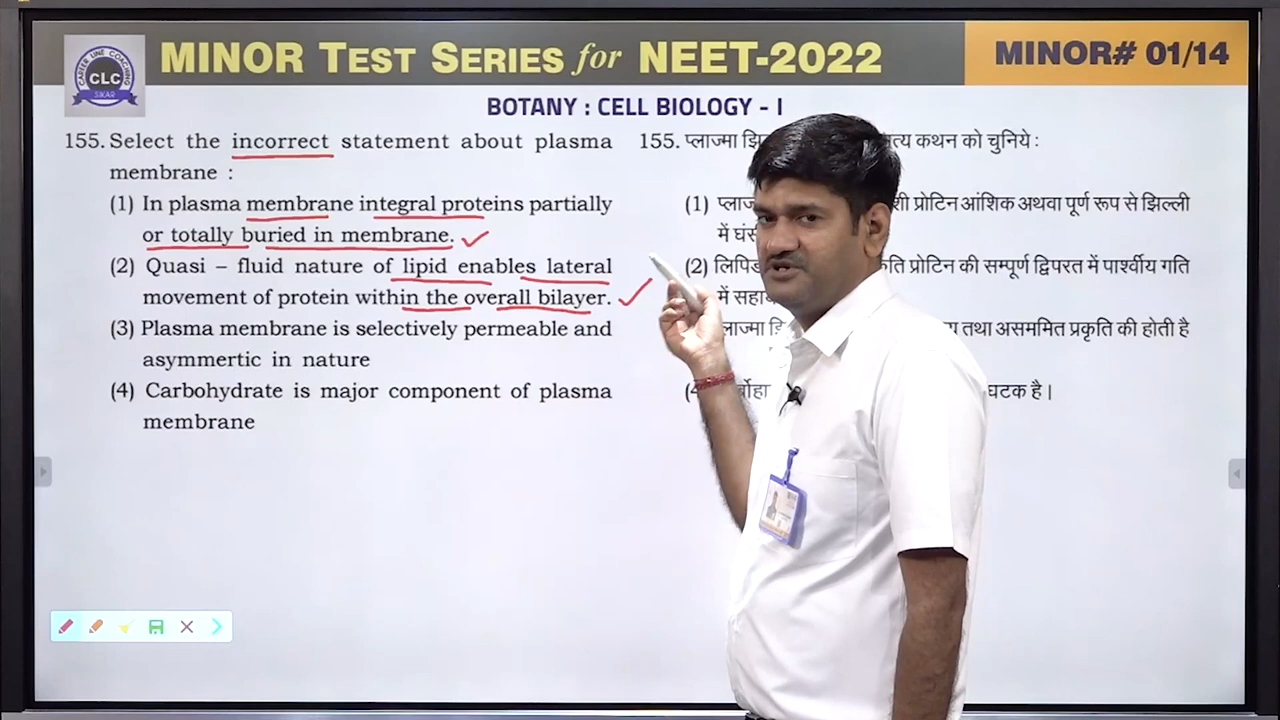 CAREER LINE COACHING
CLC
SIKAR
MINOR TEST SERIES for NEET-2022
MINOR# 01/14
BOTANY : CELL BIOLOGY - I
155. Select the incorrect statement about plasma
membrane :
(1) In plasma membrane integral proteins partially
or totally buried in membrane.
(2) Quasi – fluid nature of lipid enables lateral
movement of protein within the overall bilayer.
(3) Plasma membrane is selectively permeable and
asymmertic in nature
(4) Carbohydrate is major component of plasma
membrane
155. प्लाज्मा कथन को चुनिये :
(1) प्रोटिन आंशिक अथवा पूर्ण रूप से झिल्ली
में
(2) प्रोटिन की सम्पूर्ण द्विपरत में पार्श्वीय गति
में
तथा असममित प्रकृति की होती है
घटक है।